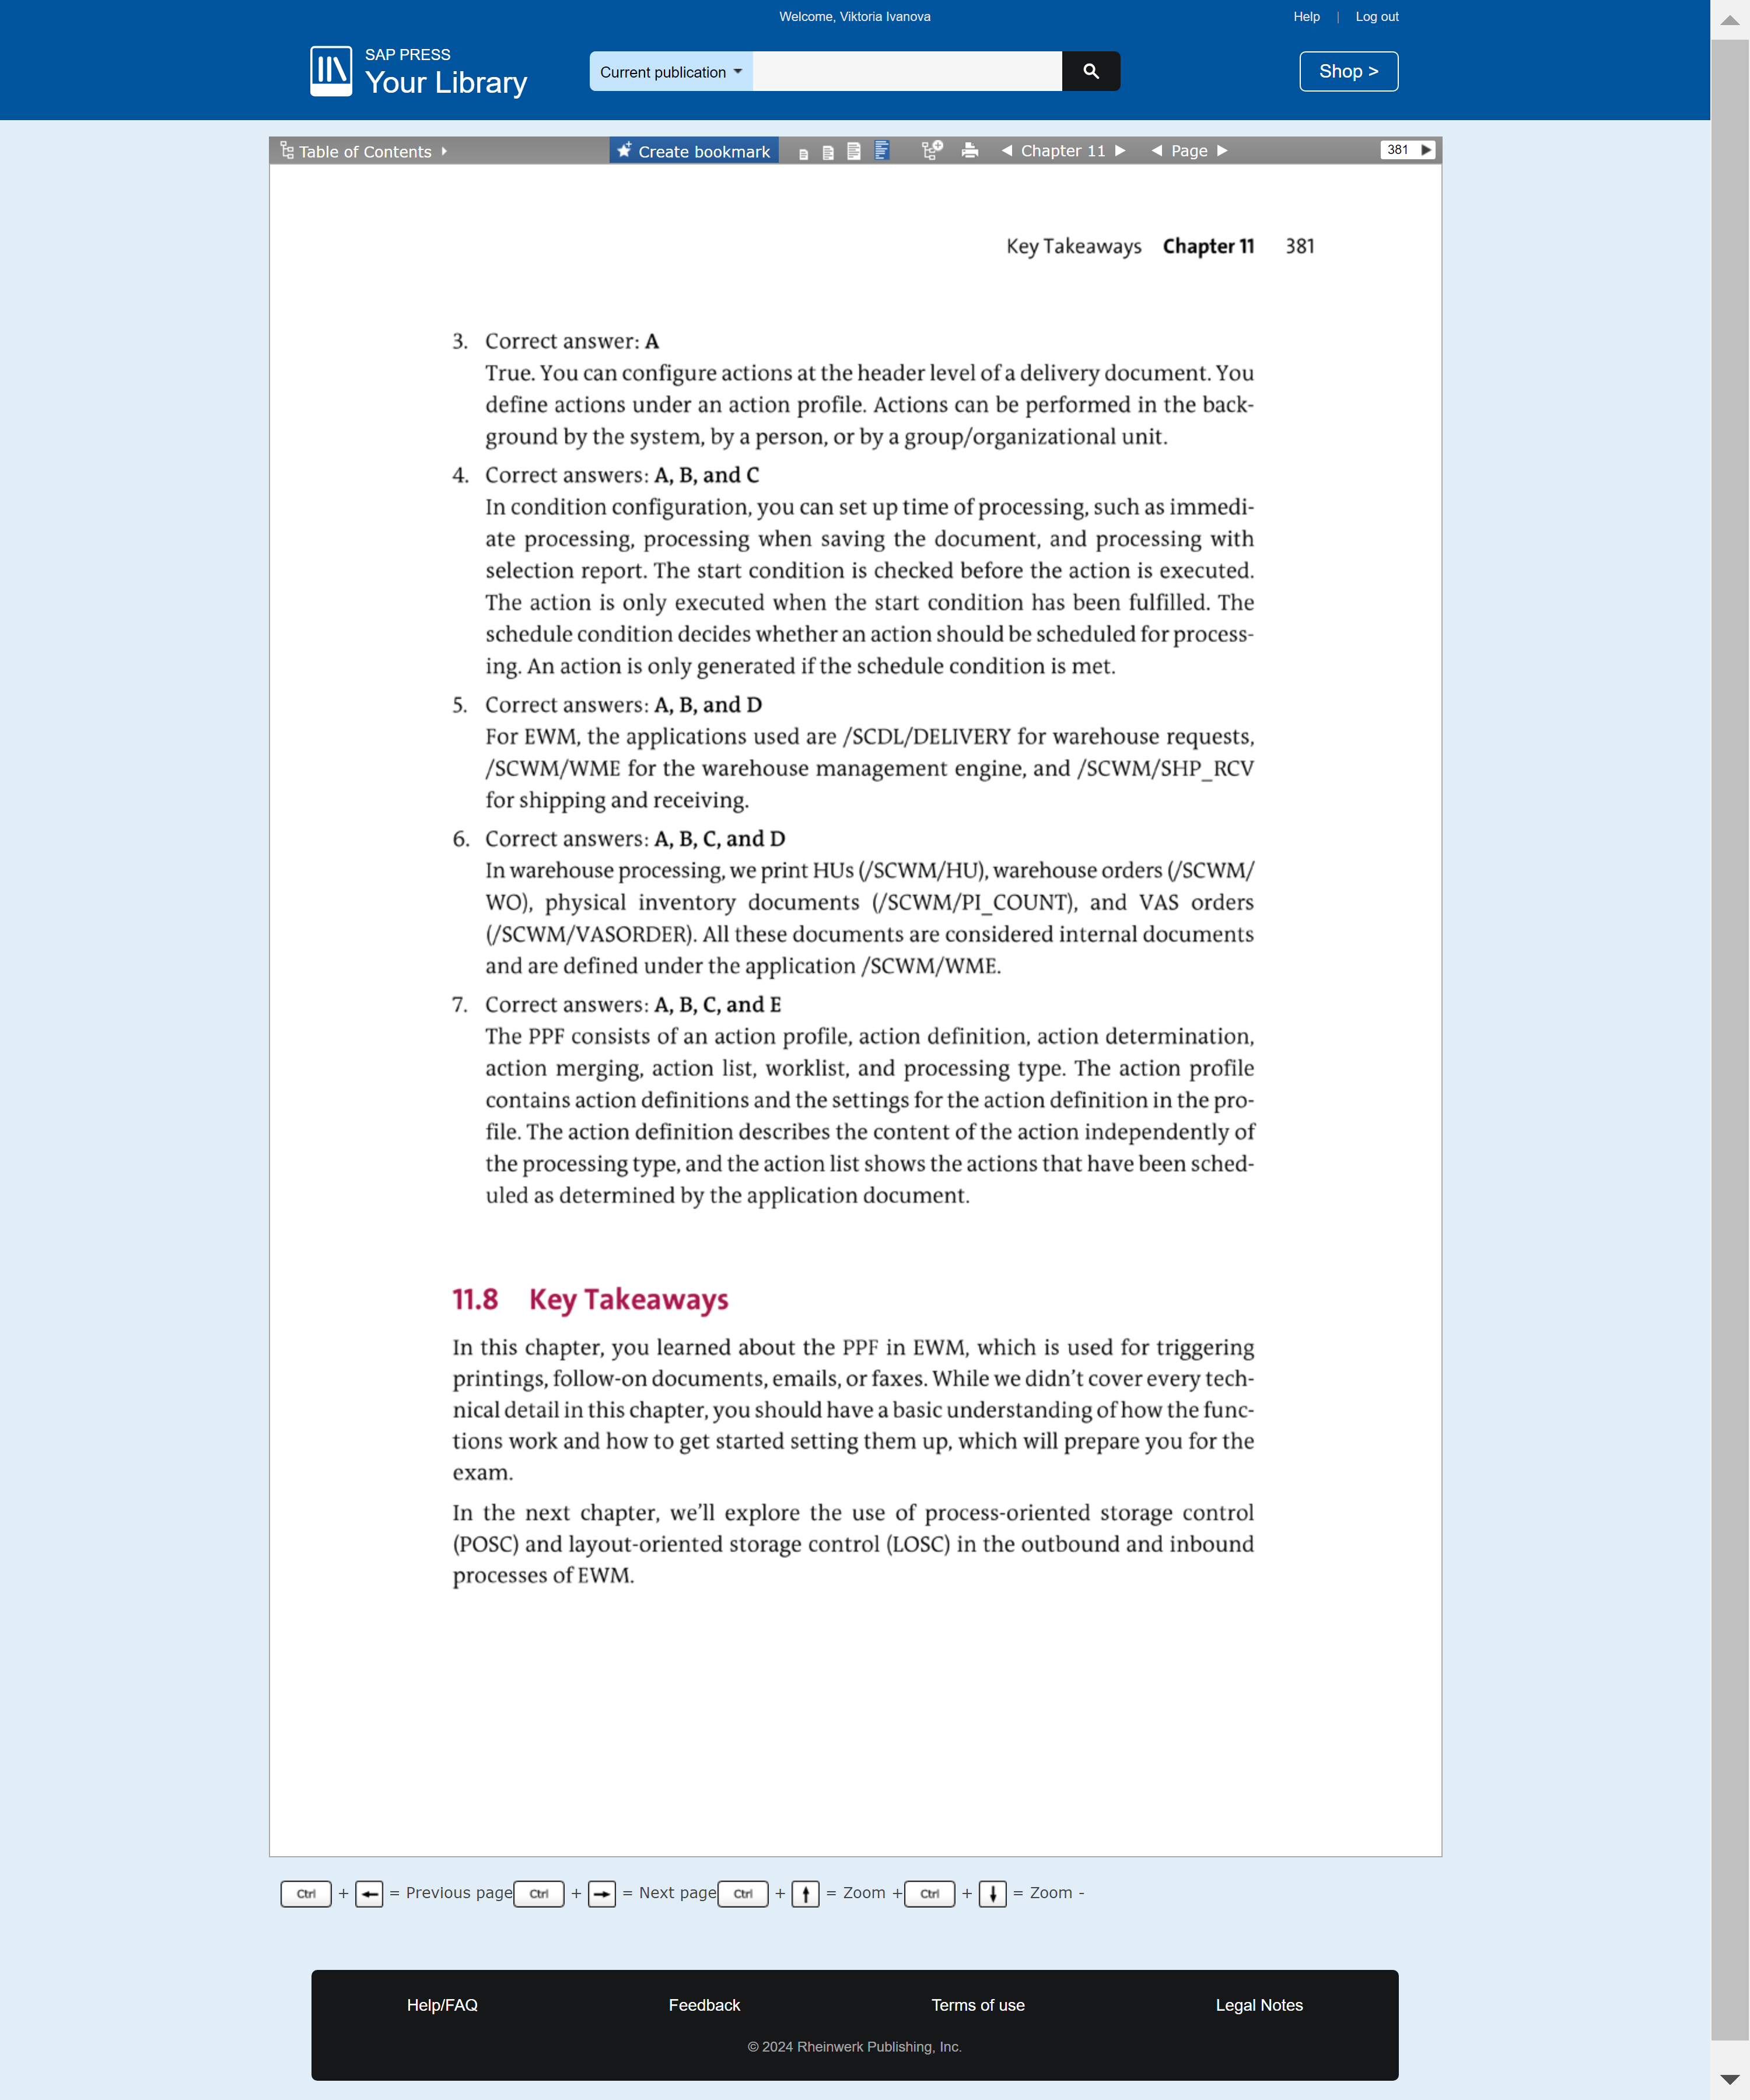 Welcome, Viktoria Ivanova
Help | Log out
SAP PRESS
Your Library
Current publication
Shop >
Table of Contents
Create bookmark
Chapter 11
Page
381
Key Takeaways Chapter 11 381
3. Correct answer: A
True. You can configure actions at the header level of a delivery document. You
define actions under an action profile. Actions can be performed in the back-
ground by the system, by a person, or by a group/organizational unit.
4. Correct answers: A, B, and C
In condition configuration, you can set up time of processing, such as immedi-
ate processing, processing when saving the document, and processing with
selection report. The start condition is checked before the action is executed.
The action is only executed when the start condition has been fulfilled. The
schedule condition decides whether an action should be scheduled for process-
ing. An action is only generated if the schedule condition is met.
5. Correct answers: A, B, and D
For EWM, the applications used are /SCDL/DELIVERY for warehouse requests,
/SCWM/WME for the warehouse management engine, and /SCWM/SHP_RCV
for shipping and receiving.
6. Correct answers: A, B, C, and D
In warehouse processing, we print HUs (/SCWM/HU), warehouse orders (/SCWM/
WO), physical inventory documents (/SCWM/PI_COUNT), and VAS orders
(/SCWM/VASORDER). All these documents are considered internal documents
and are defined under the application /SCWM/WME.
7. Correct answers: A, B, C, and E
The PPF consists of an action profile, action definition, action determination,
action merging, action list, worklist, and processing type. The action profile
contains action definitions and the settings for the action definition in the pro-
file. The action definition describes the content of the action independently of
the processing type, and the action list shows the actions that have been sched-
uled as determined by the application document.
11.8 Key Takeaways
In this chapter, you learned about the PPF in EWM, which is used for triggering
printings, follow-on documents, emails, or faxes. While we didn't cover every tech-
nical detail in this chapter, you should have a basic understanding of how the func-
tions work and how to get started setting them up, which will prepare you for the
exam.
In the next chapter, we'll explore the use of process-oriented storage control
(POSC) and layout-oriented storage control (LOSC) in the outbound and inbound
processes of EWM.
Ctrl + ← = Previous page Ctrl + → = Next page Ctrl + ↑ = Zoom + Ctrl + ↓ = Zoom -
Help/FAQ Feedback Terms of use Legal Notes
© 2024 Rheinwerk Publishing, Inc.